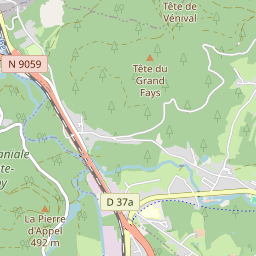 Tête de
Vénival
N 9059
Tête du
Grand
Fays
aniale
te-
y
D 37a
La Pierre
d'Appel
492 m